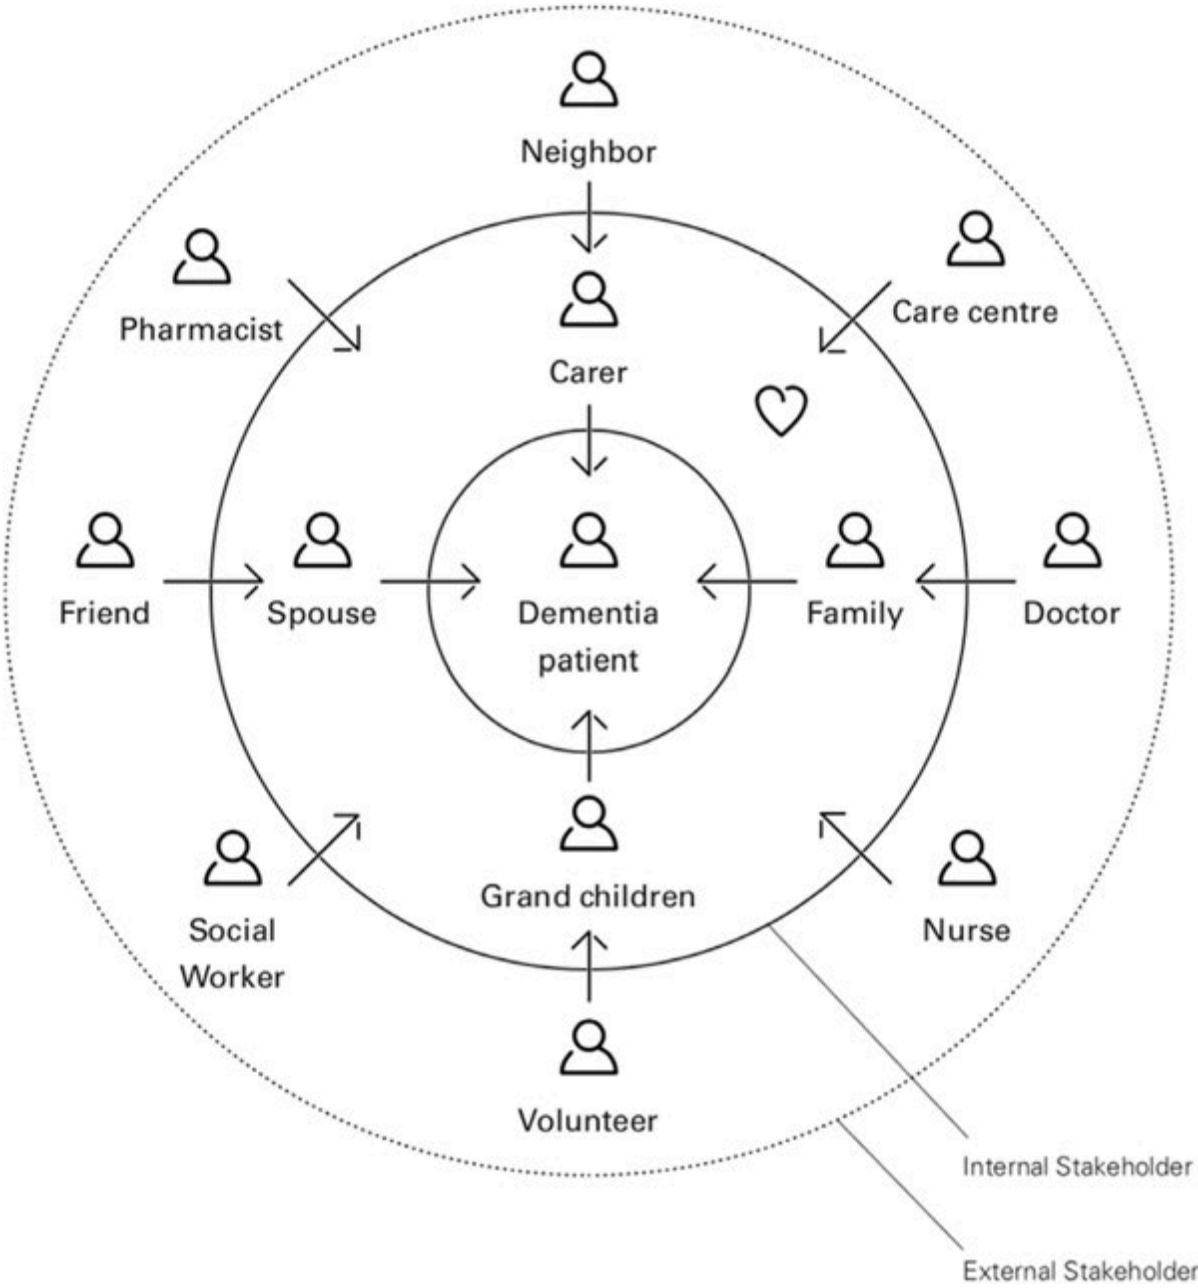 Neighbor
Pharmacist
Care centre
Carer
Friend
Spouse
Dementia
patient
Family
Doctor
Grand children
Social
Worker
Nurse
Volunteer
Internal Stakeholder
External Stakeholder